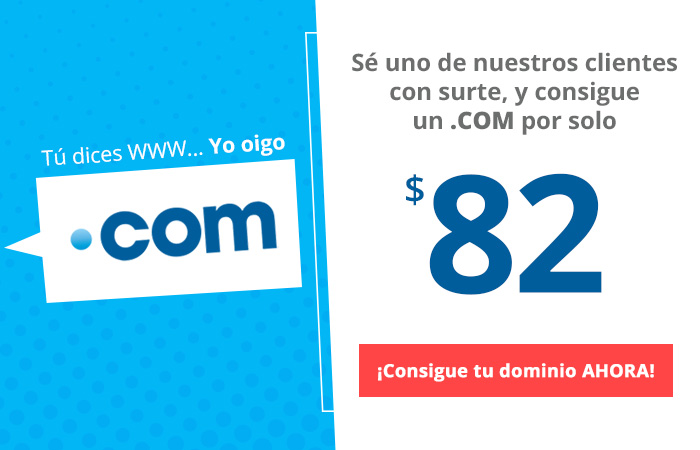 Tú dices WWW... Yo oigo
.com
Sé uno de nuestros clientes
con surte, y consigue
un .COM por solo
$82
¡Consigue tu dominio AHORA!